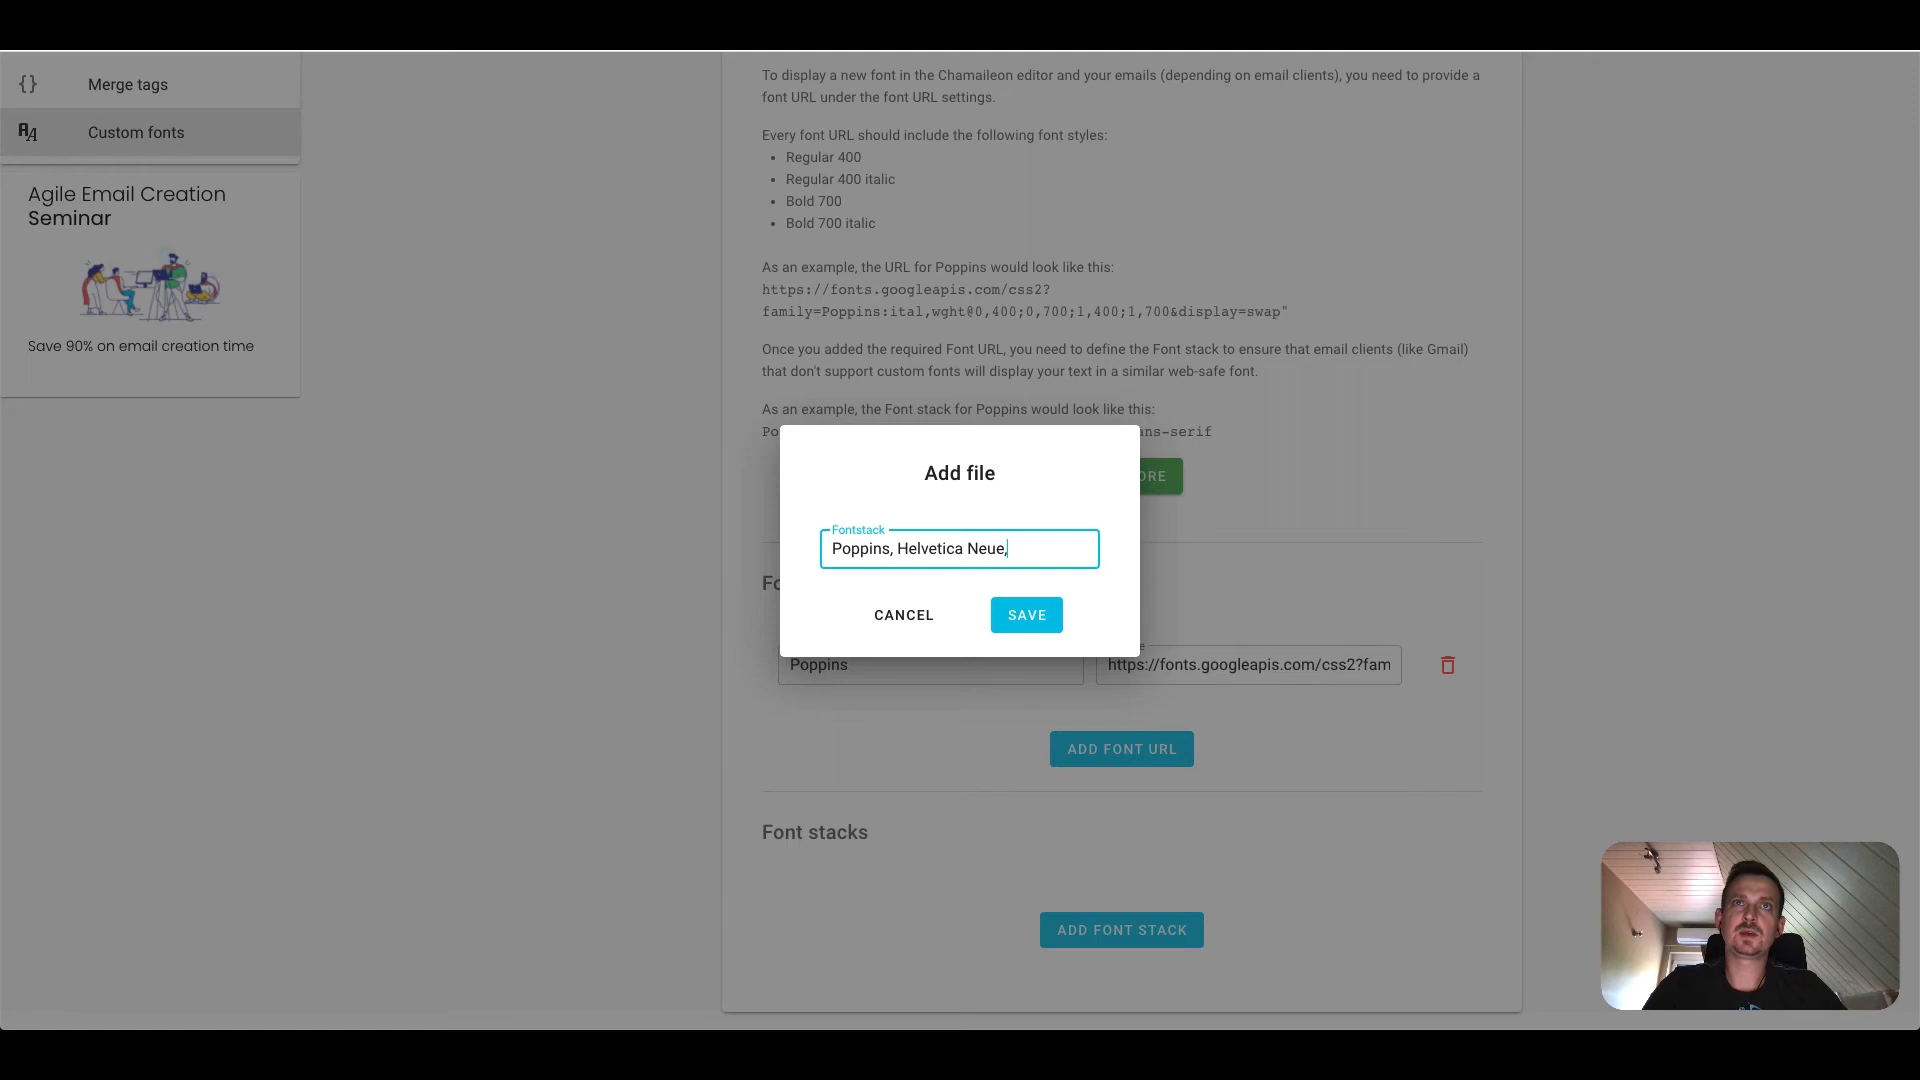 Merge tags
Custom fonts
Agile Email Creation
Seminar
Save 90% on email creation time
To display a new font in the Chamaileon editor and your emails (depending on email clients), you need to provide a
font URL under the font URL settings.
Every font URL should include the following font styles:
• Regular 400
• Regular 400 italic
• Bold 700
• Bold 700 italic
As an example, the URL for Poppins would look like this:
https://fonts.googleapis.com/css2?
family=Poppins:ital,wght@0,400;0,700;1,400;1,700&display=swap"
Once you added the required Font URL, you need to define the Font stack to ensure that email clients (like Gmail)
that don't support custom fonts will display your text in a similar web-safe font.
As an example, the Font stack for Poppins would look like this:
Po
ns-serif
ORE
Add file
Fontstack
Poppins, Helvetica Neue,
CANCEL
SAVE
Fo
Poppins
https://fonts.googleapis.com/css2?fam
ADD FONT URL
Font stacks
ADD FONT STACK